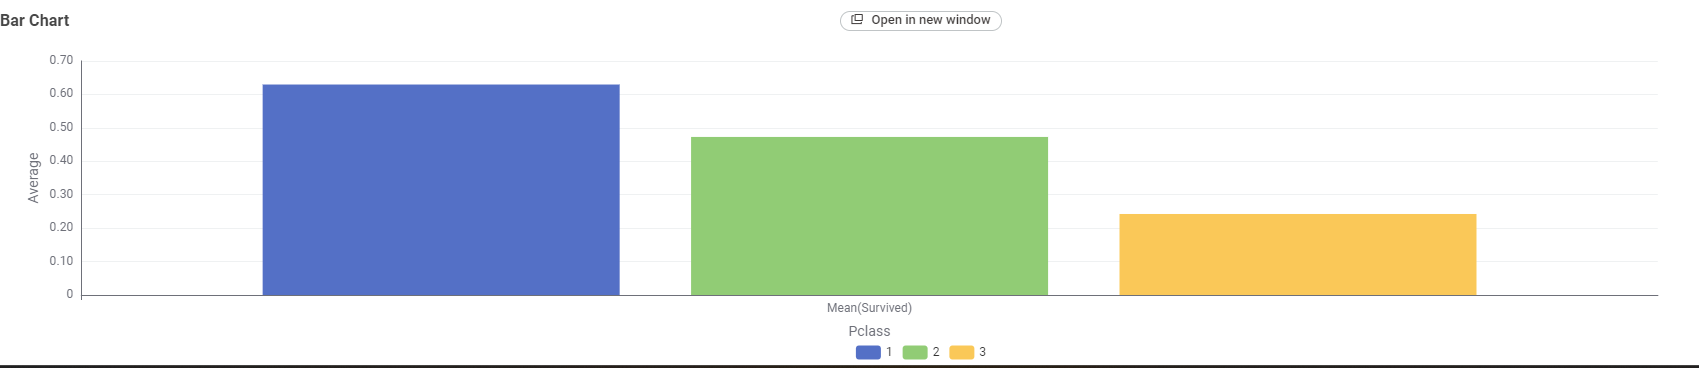 Bar Chart
Open in new window
0.70
0.60
0.50
0.40
0.30
0.20
0.10
0
Average
Mean(Survived)
Pclass
1 2 3